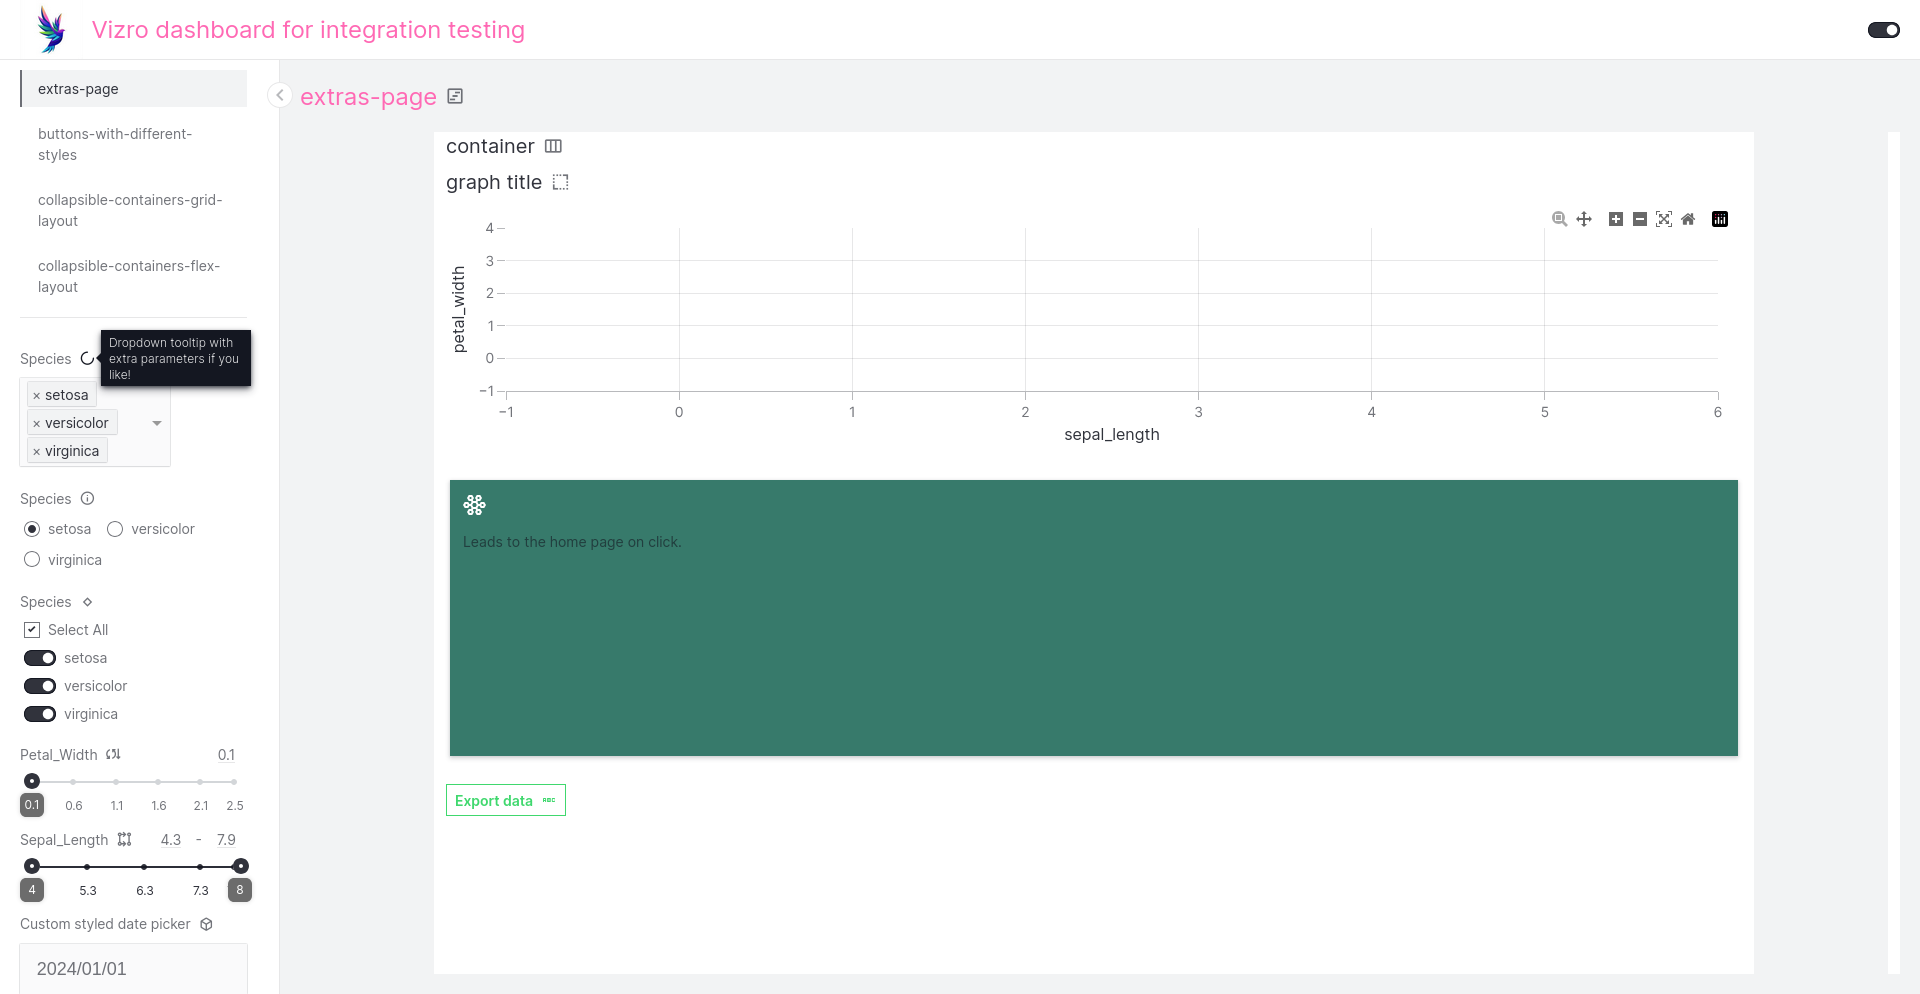 Vizro dashboard for integration testing
extras-page
buttons-with-different-
styles
collapsible-containers-grid-
layout
collapsible-containers-flex-
layout
Species
Dropdown tooltip with
extra parameters if you
like!
× setosa
× versicolor
× virginica
Species
setosa versicolor
virginica
Species
Select All
setosa
versicolor
virginica
Petal_Width 0.1
0.1 0.6 1.1 1.6 2.1 2.5
Sepal_Length 4.3 - 7.9
4 5.3 6.3 7.3 8
Custom styled date picker
2024/01/01
extras-page
container
graph title
4
3
2
1
0
−1
petal_width
−1 0 1 2 3 4 5 6
sepal_length
Leads to the home page on click.
Export data